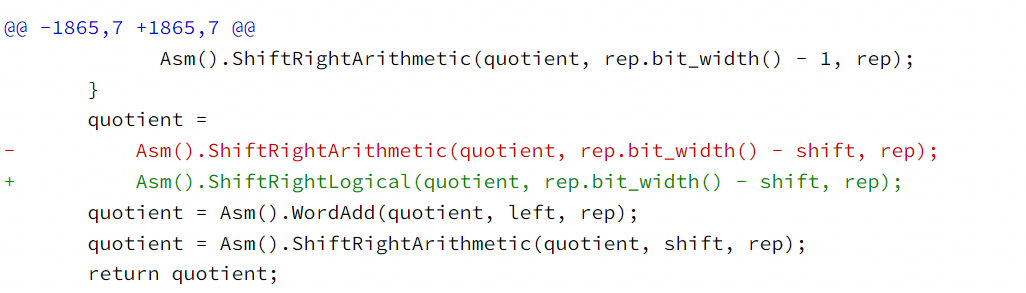 @@ -1865,7 +1865,7 @@
Asm().ShiftRightArithmetic(quotient, rep.bit_width() - 1, rep);
}
quotient =
- Asm().ShiftRightArithmetic(quotient, rep.bit_width() - shift, rep);
+ Asm().ShiftRightLogical(quotient, rep.bit_width() - shift, rep);
quotient = Asm().WordAdd(quotient, left, rep);
quotient = Asm().ShiftRightArithmetic(quotient, shift, rep);
return quotient;